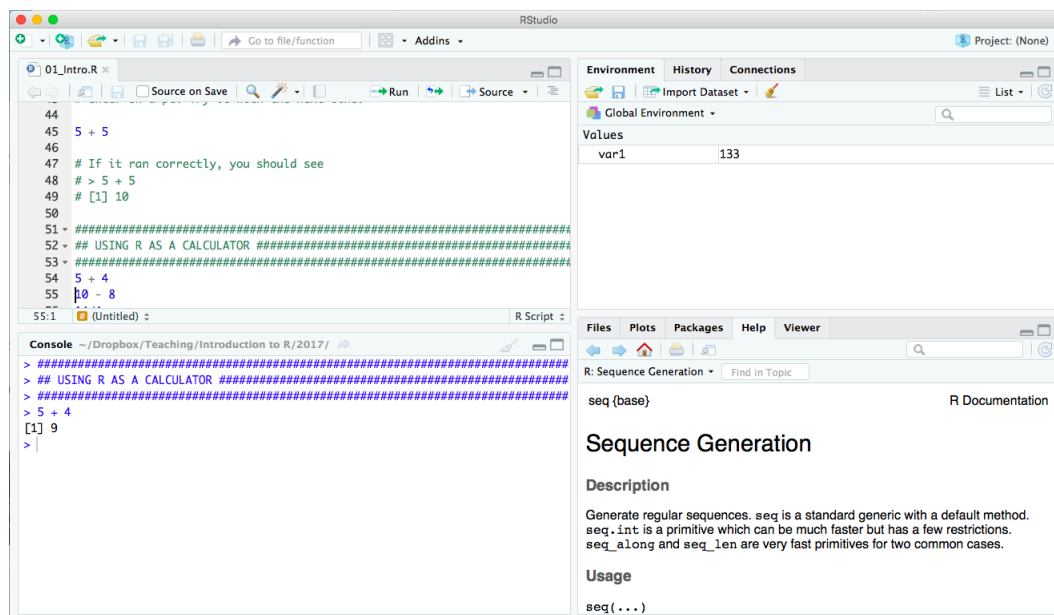 RStudio
Go to file/function
Addins
Project: (None)
01_Intro.R
Source on Save
Run
Source
44
45 5 + 5
46
47 # If it ran correctly, you should see
48 # > 5 + 5
49 # [1] 10
50
51 #########################################################################
52 ## USING R AS A CALCULATOR ##############################################
53 #########################################################################
54 5 + 4
55 10 - 8
55:1 (Untitled) R Script
Console ~/Dropbox/Teaching/Introduction to R/2017/
> ##############################################################################
> ## USING R AS A CALCULATOR ###################################################
> ##############################################################################
> 5 + 4
[1] 9
>
Environment History Connections
Import Dataset
List
Global Environment
Values
var1 133
Files Plots Packages Help Viewer
R: Sequence Generation
Find in Topic
seq {base} R Documentation
Sequence Generation
Description
Generate regular sequences. seq is a standard generic with a default method.
seq.int is a primitive which can be much faster but has a few restrictions.
seq_along and seq_len are very fast primitives for two common cases.
Usage
seq(...)